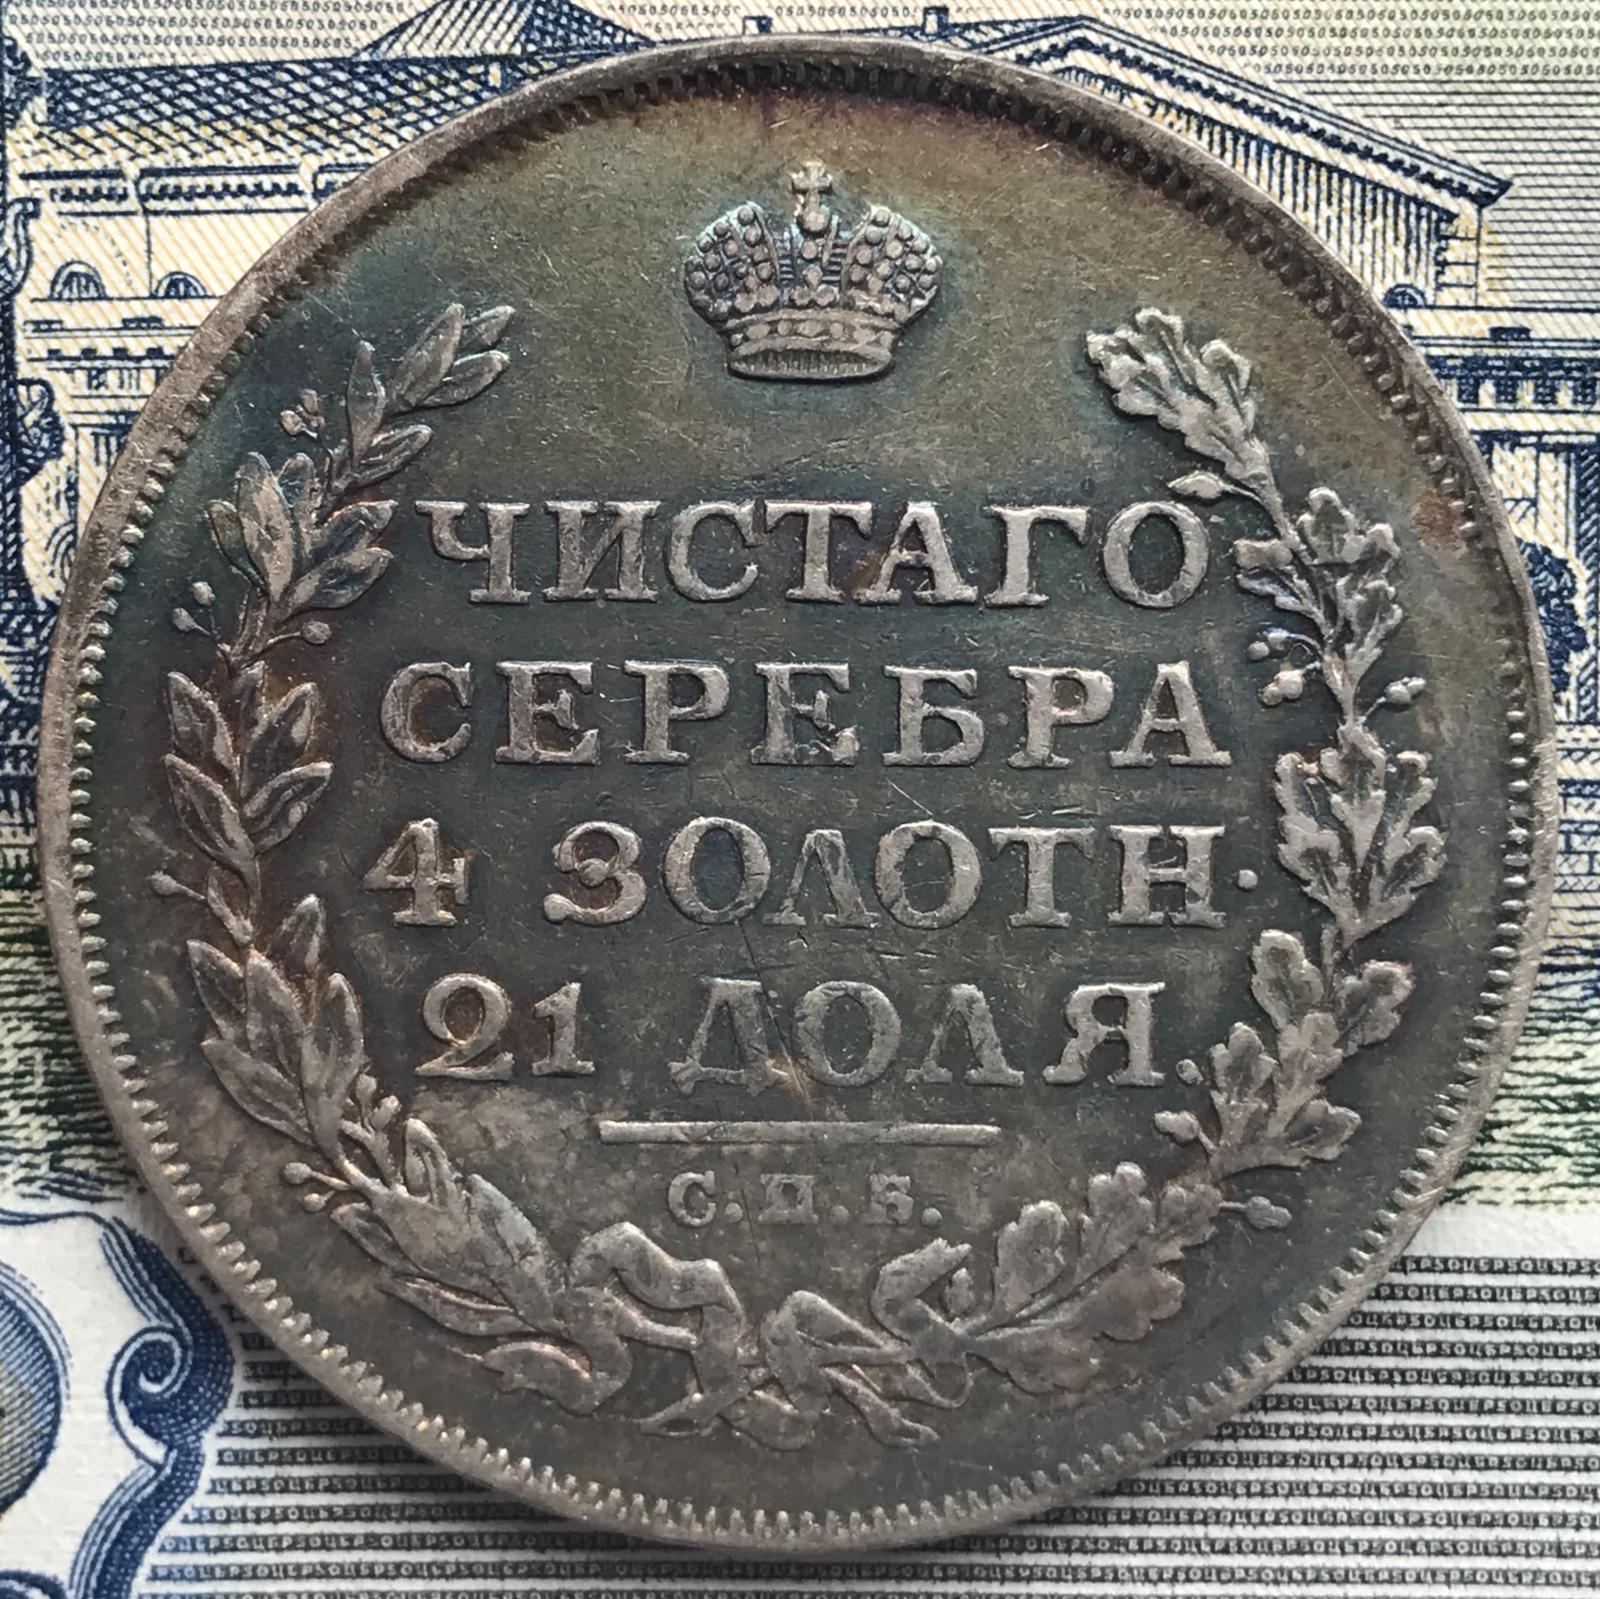 ЧИСТАГО
СЕРЕБРА
4 ЗОЛОТН.
21 ДОЛЯ.
С.П.Б.